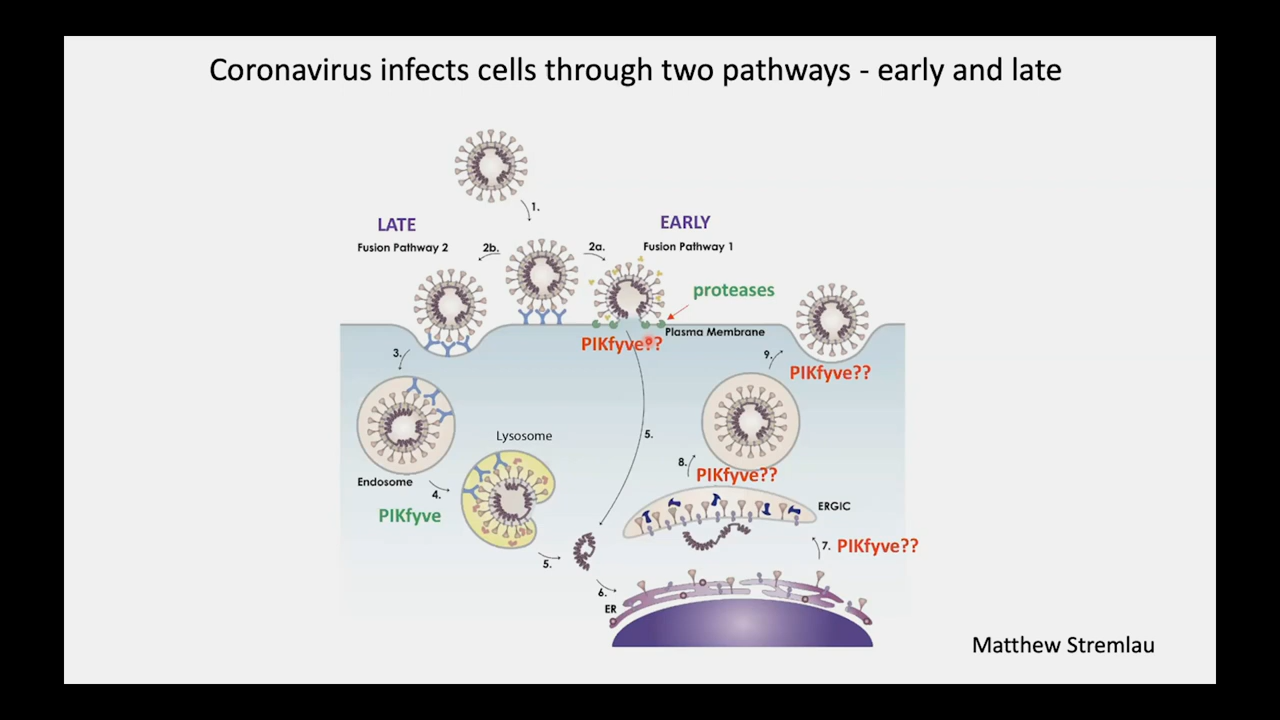 Coronavirus infects cells through two pathways - early and late
1.
LATE
EARLY
Fusion Pathway 2
2b.
2a.
Fusion Pathway 1
proteases
Plasma Membrane
PIKfyve??
3.
9.
PIKfyve??
Lysosome
5.
8.
PIKfyve??
Endosome
4.
PIKfyve
ERGIC
7.
PIKfyve??
5.
6.
ER
Matthew Stremlau